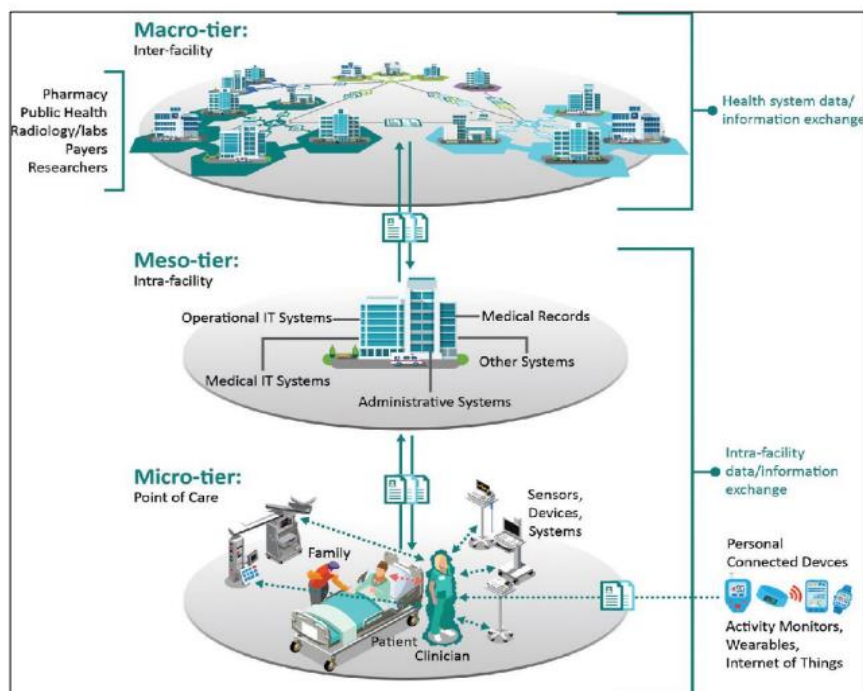 Macro-tier:
Inter-facility
Pharmacy
Public Health
Radiology/labs
Payers
Researchers
Health system data/
information exchange
Meso-tier:
Intra-facility
Operational IT Systems
Medical Records
Medical IT Systems
Other Systems
Administrative Systems
Micro-tier:
Point of Care
Sensors,
Devices,
Systems
Family
Patient
Clinician
Intra-facility
data/information
exchange
Personal
Connected Devces
Activity Monitors,
Wearables,
Internet of Things